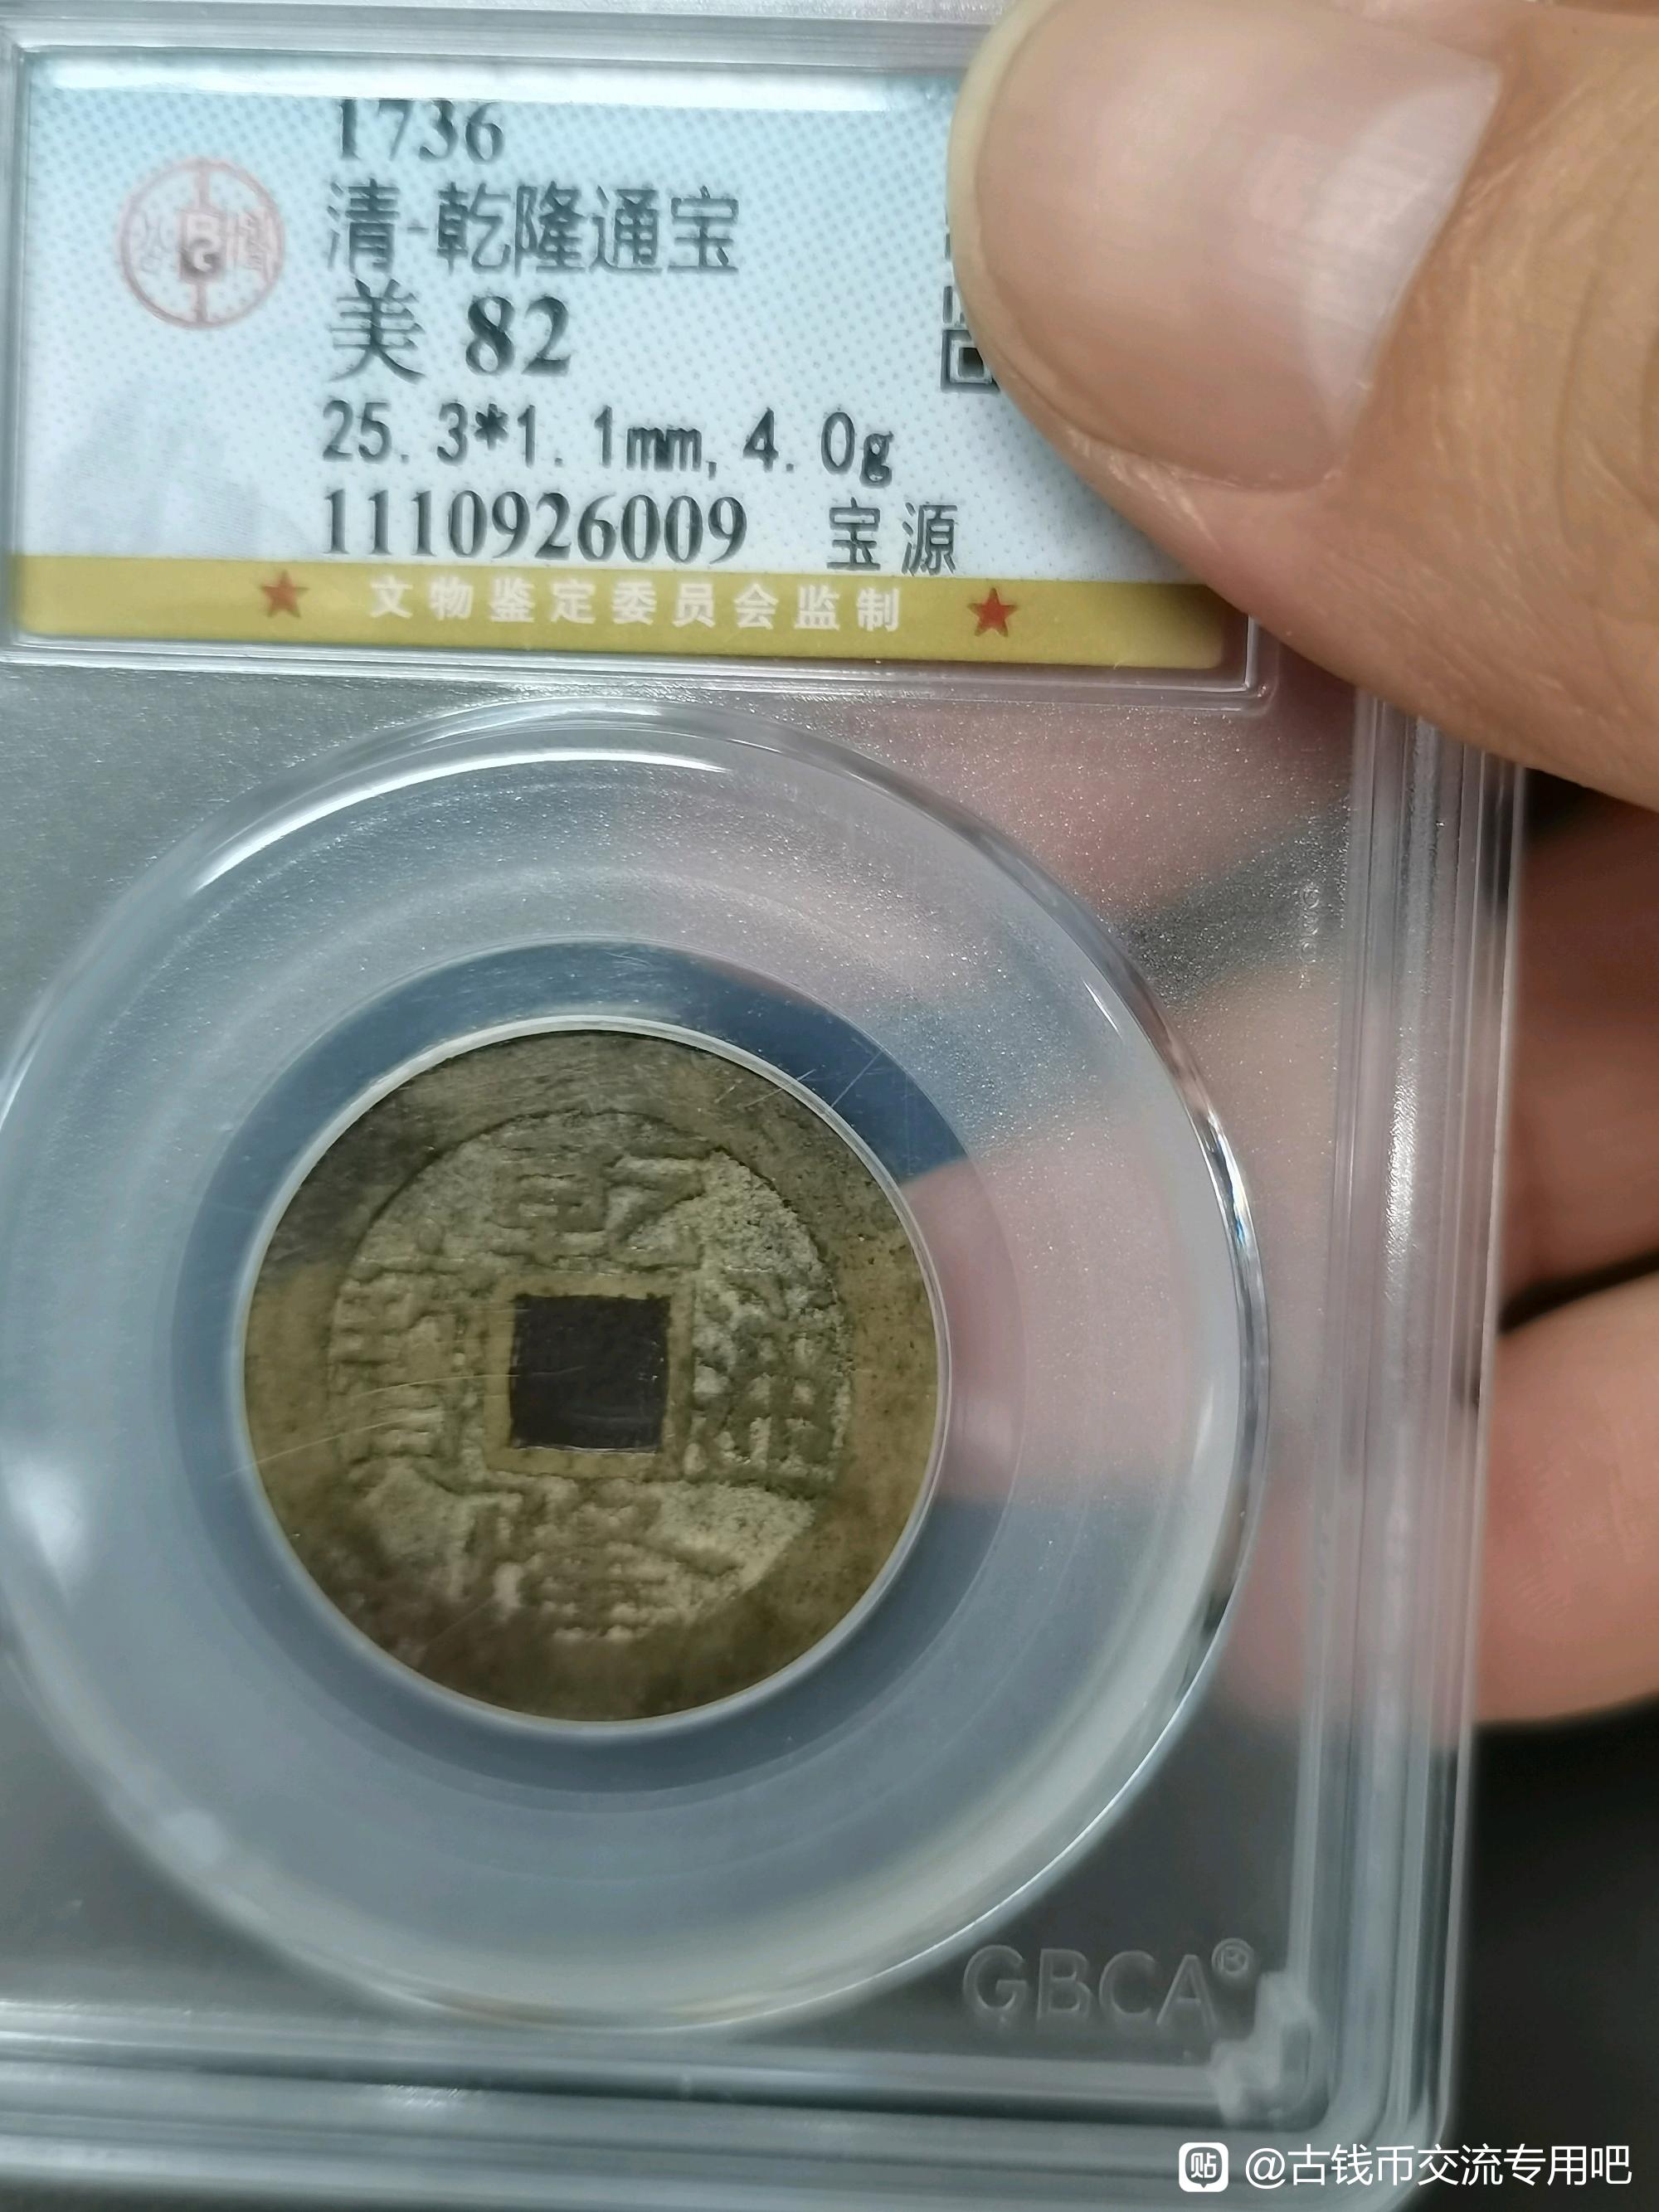 1736
清-乾隆通宝
美 82
25.3*1.1mm,4.0g
1110926009 宝源
★ 文物鉴定委员会监制 ★
乾隆通寶
GBCA®
贴 @古钱币交流专用吧